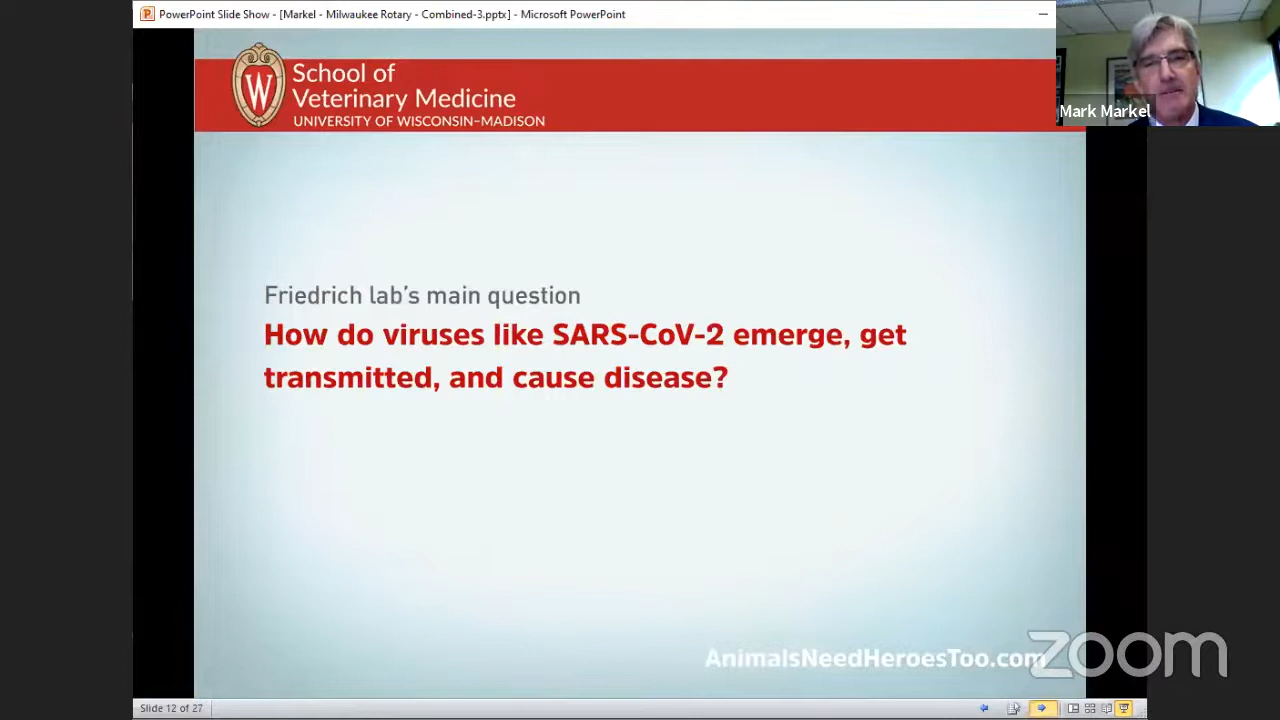 PowerPoint Slide Show - [Markel - Milwaukee Rotary - Combined-3.pptx] - Microsoft PowerPoint
W
School of
Veterinary Medicine
UNIVERSITY OF WISCONSIN–MADISON
Mark Markel
Friedrich lab's main question
How do viruses like SARS-CoV-2 emerge, get
transmitted, and cause disease?
AnimalsNeedHeroesToo.com
zoom
Slide 12 of 27